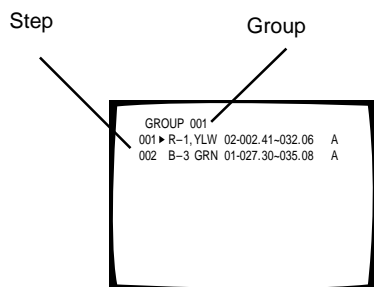 Step Group
GROUP 001
001 ▶ R–1, YLW 02-002.41~032.06 A
002 B–3 GRN 01-027.30~035.08 A